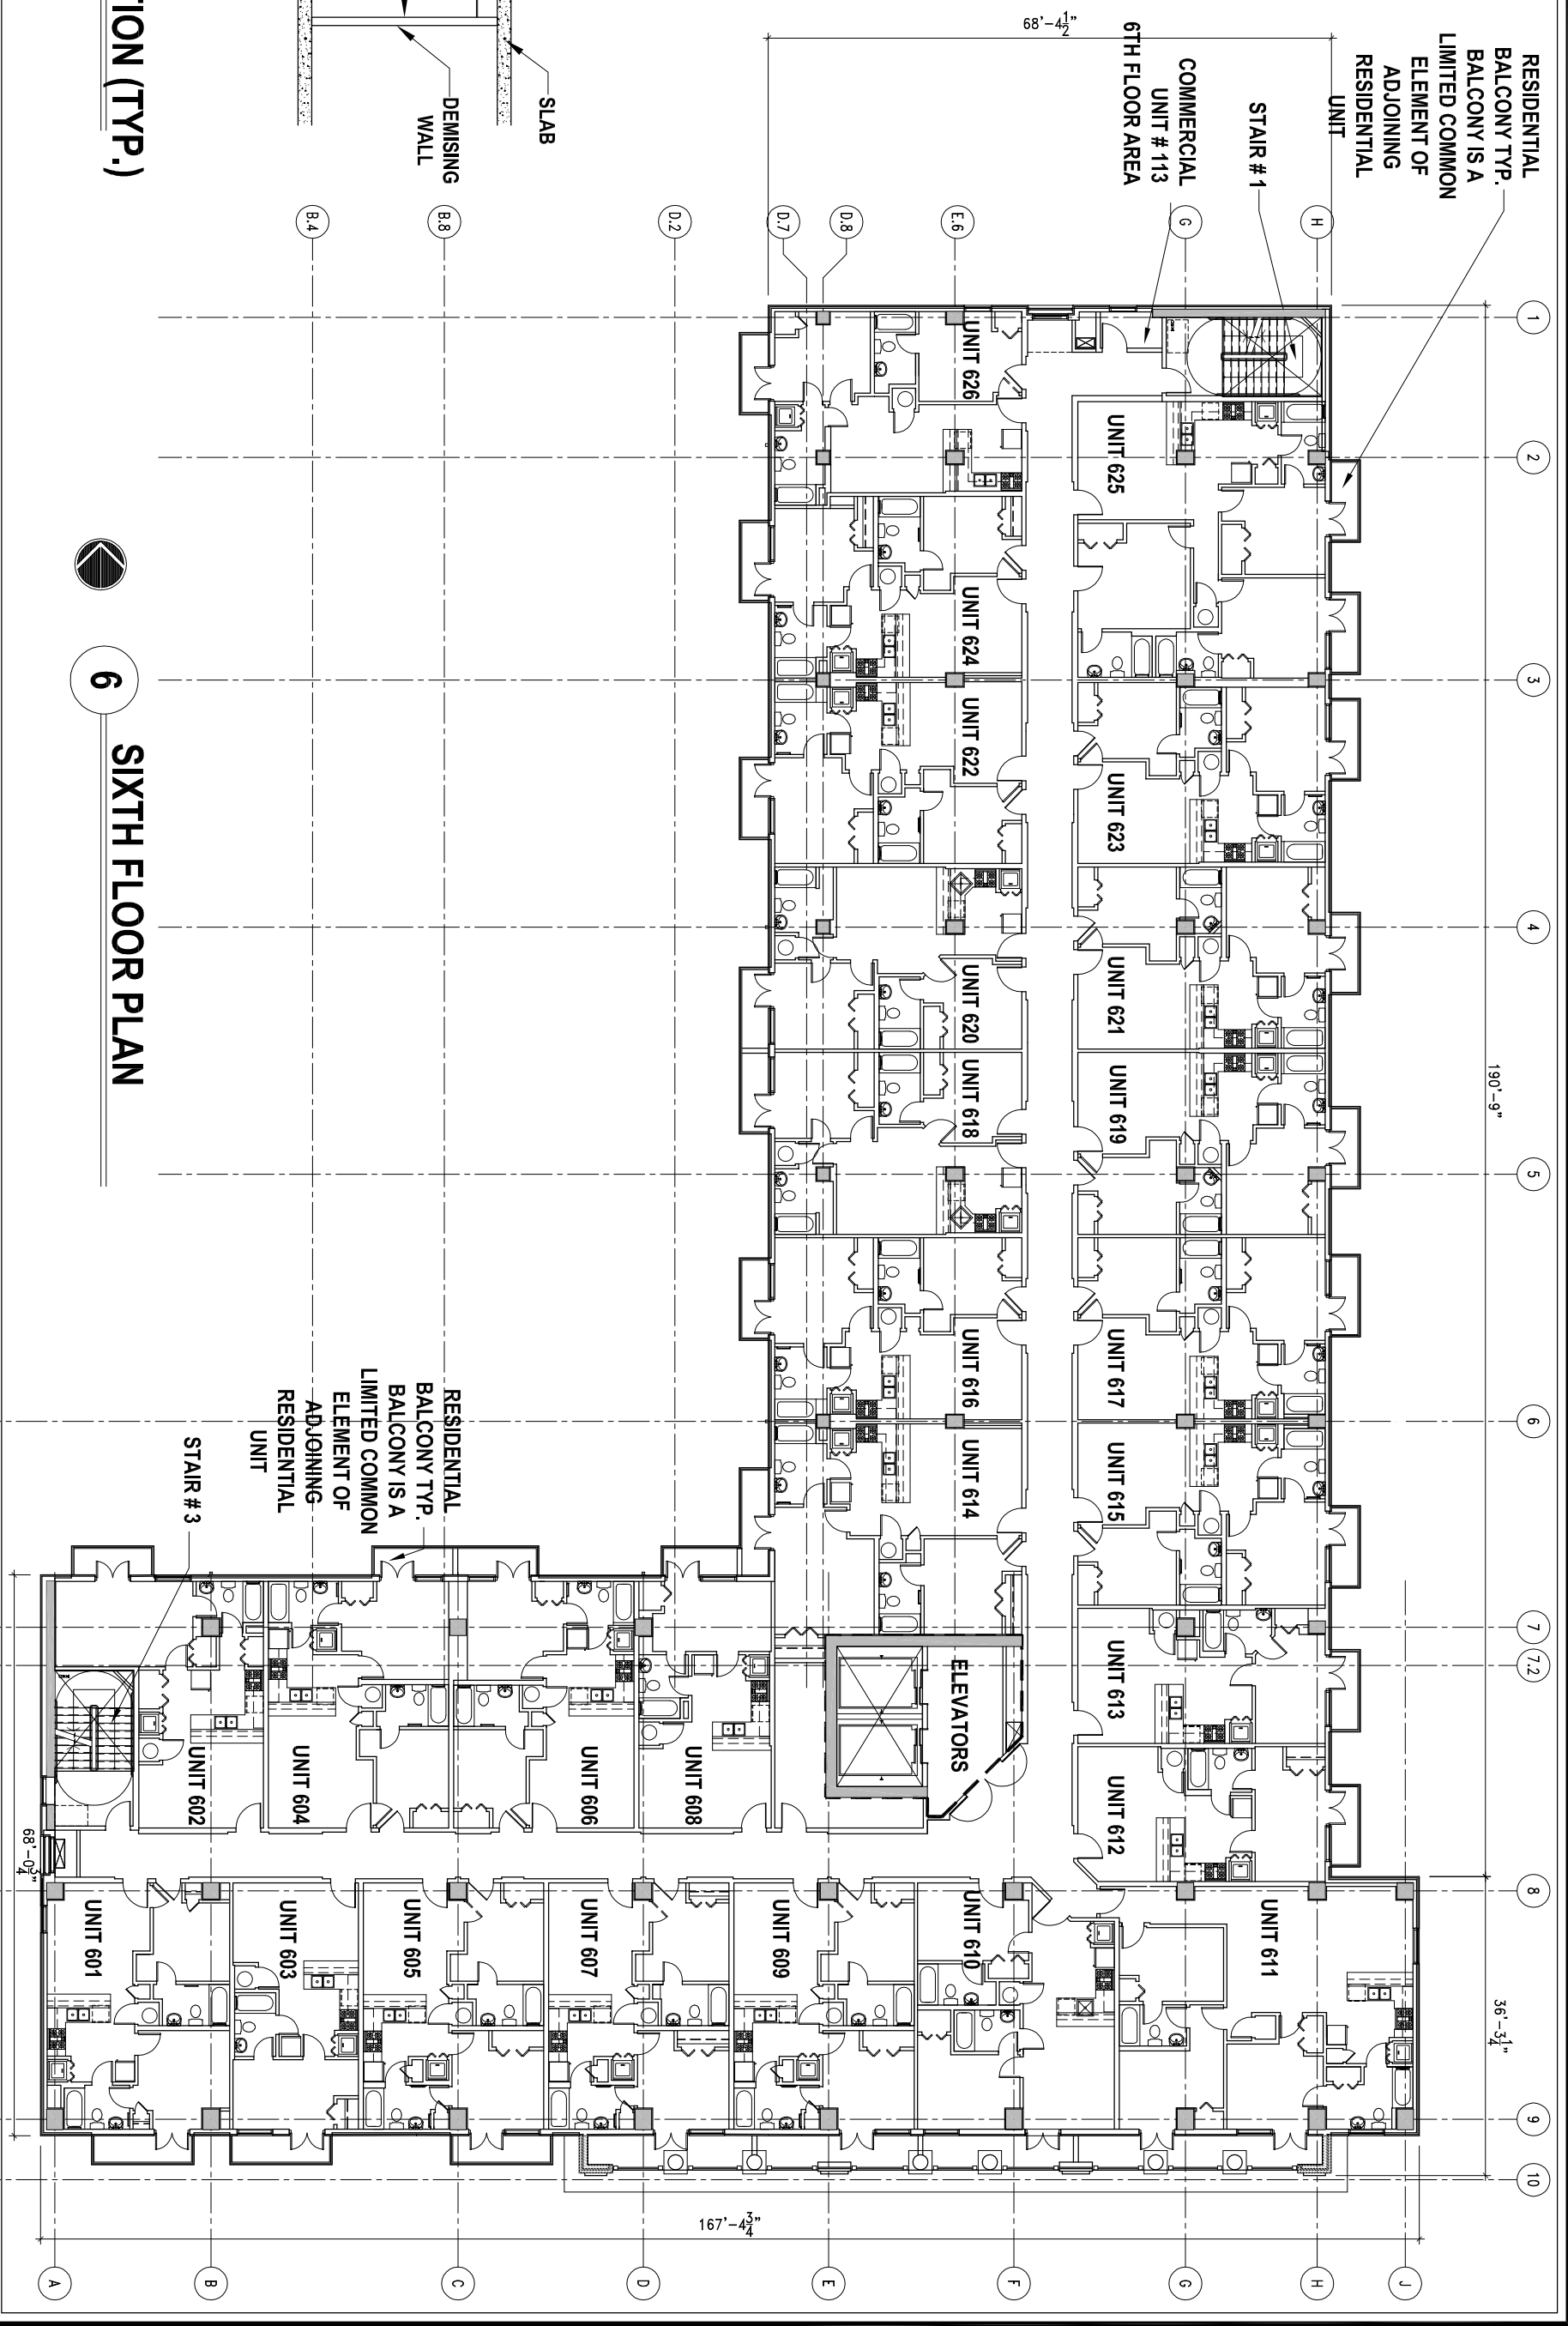 TION (TYP.)
SLAB
DEMISING
WALL
68'-4½"
RESIDENTIAL
BALCONY TYP.
BALCONY IS A
LIMITED COMMON
ELEMENT OF
ADJOINING
RESIDENTIAL
UNIT
STAIR # 1
COMMERCIAL
UNIT # 113
6TH FLOOR AREA
B.4
B.8
D.2
D.7
D.8
E.6
G
H
1
2
3
4
5
6
7
7.2
8
9
10
190'-9"
36'-3¼"
UNIT 626
UNIT 625
UNIT 624
UNIT 622
UNIT 623
UNIT 620
UNIT 621
UNIT 618
UNIT 619
UNIT 616
UNIT 617
UNIT 614
UNIT 615
UNIT 613
ELEVATORS
UNIT 612
UNIT 602
UNIT 604
UNIT 606
UNIT 608
UNIT 601
UNIT 603
UNIT 605
UNIT 607
UNIT 609
UNIT 610
UNIT 611
RESIDENTIAL
BALCONY TYP.
BALCONY IS A
LIMITED COMMON
ELEMENT OF
ADJOINING
RESIDENTIAL
UNIT
STAIR # 3
68'-0¾"
167'-4¾"
A
B
C
D
E
F
G
H
J
6
SIXTH FLOOR PLAN